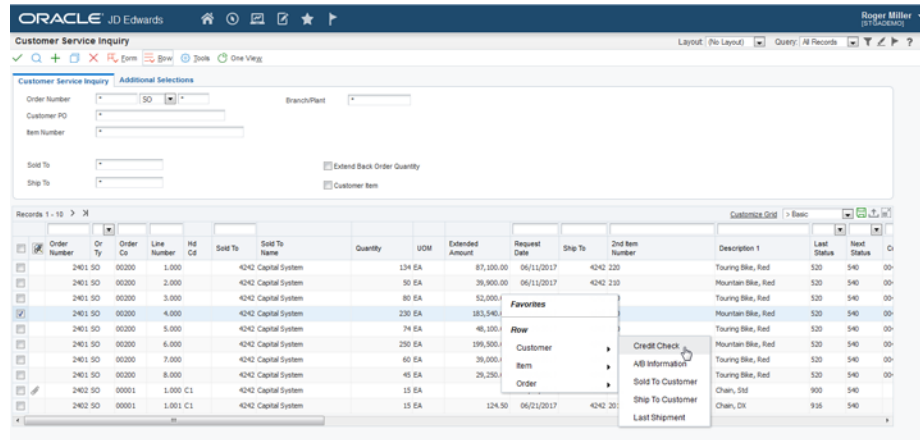 ORACLE JD Edwards
Roger Miller
[STGADEMO]
Customer Service Inquiry
Layout: (No Layout) Query: All Records
Form Row Tools One View
Customer Service Inquiry Additional Selections
Order Number * SO * Branch/Plant *
Customer PO *
Item Number *
Sold To * Extend Back Order Quantity
Ship To * Customer Item
Records 1 - 10 Customize Grid > Basic
Order Number Or Ty Order Co Line Number Hd Cd Sold To Sold To Name Quantity UOM Extended Amount Request Date Ship To 2nd Item Number Description 1 Last Status Next Status
2401 SO 00200 1.000 4242 Capital System 134 EA 87,100.00 06/11/2017 4242 220 Touring Bike, Red 520 540
2401 SO 00200 2.000 4242 Capital System 50 EA 39,900.00 06/11/2017 4242 210 Mountain Bike, Red 520 540
2401 SO 00200 3.000 4242 Capital System 80 EA 52,000. Touring Bike, Red 520 540
2401 SO 00200 4.000 4242 Capital System 230 EA 183,540. Mountain Bike, Red 520 540
2401 SO 00200 5.000 4242 Capital System 74 EA 48,100. Touring Bike, Red 520 540
2401 SO 00200 6.000 4242 Capital System 250 EA 199,500. Mountain Bike, Red 520 540
2401 SO 00200 7.000 4242 Capital System 60 EA 39,000. Touring Bike, Red 520 540
2401 SO 00200 8.000 4242 Capital System 45 EA 29,250. Touring Bike, Red 520 540
2402 SO 00001 1.000 C1 4242 Capital System 15 EA Chain, Std 900 540
2402 SO 00001 1.001 C1 4242 Capital System 15 EA 124.50 06/21/2017 4242 20 Chain, DX 916 540
Favorites
Row
Customer
Item
Order
Credit Check
A/B Information
Sold To Customer
Ship To Customer
Last Shipment